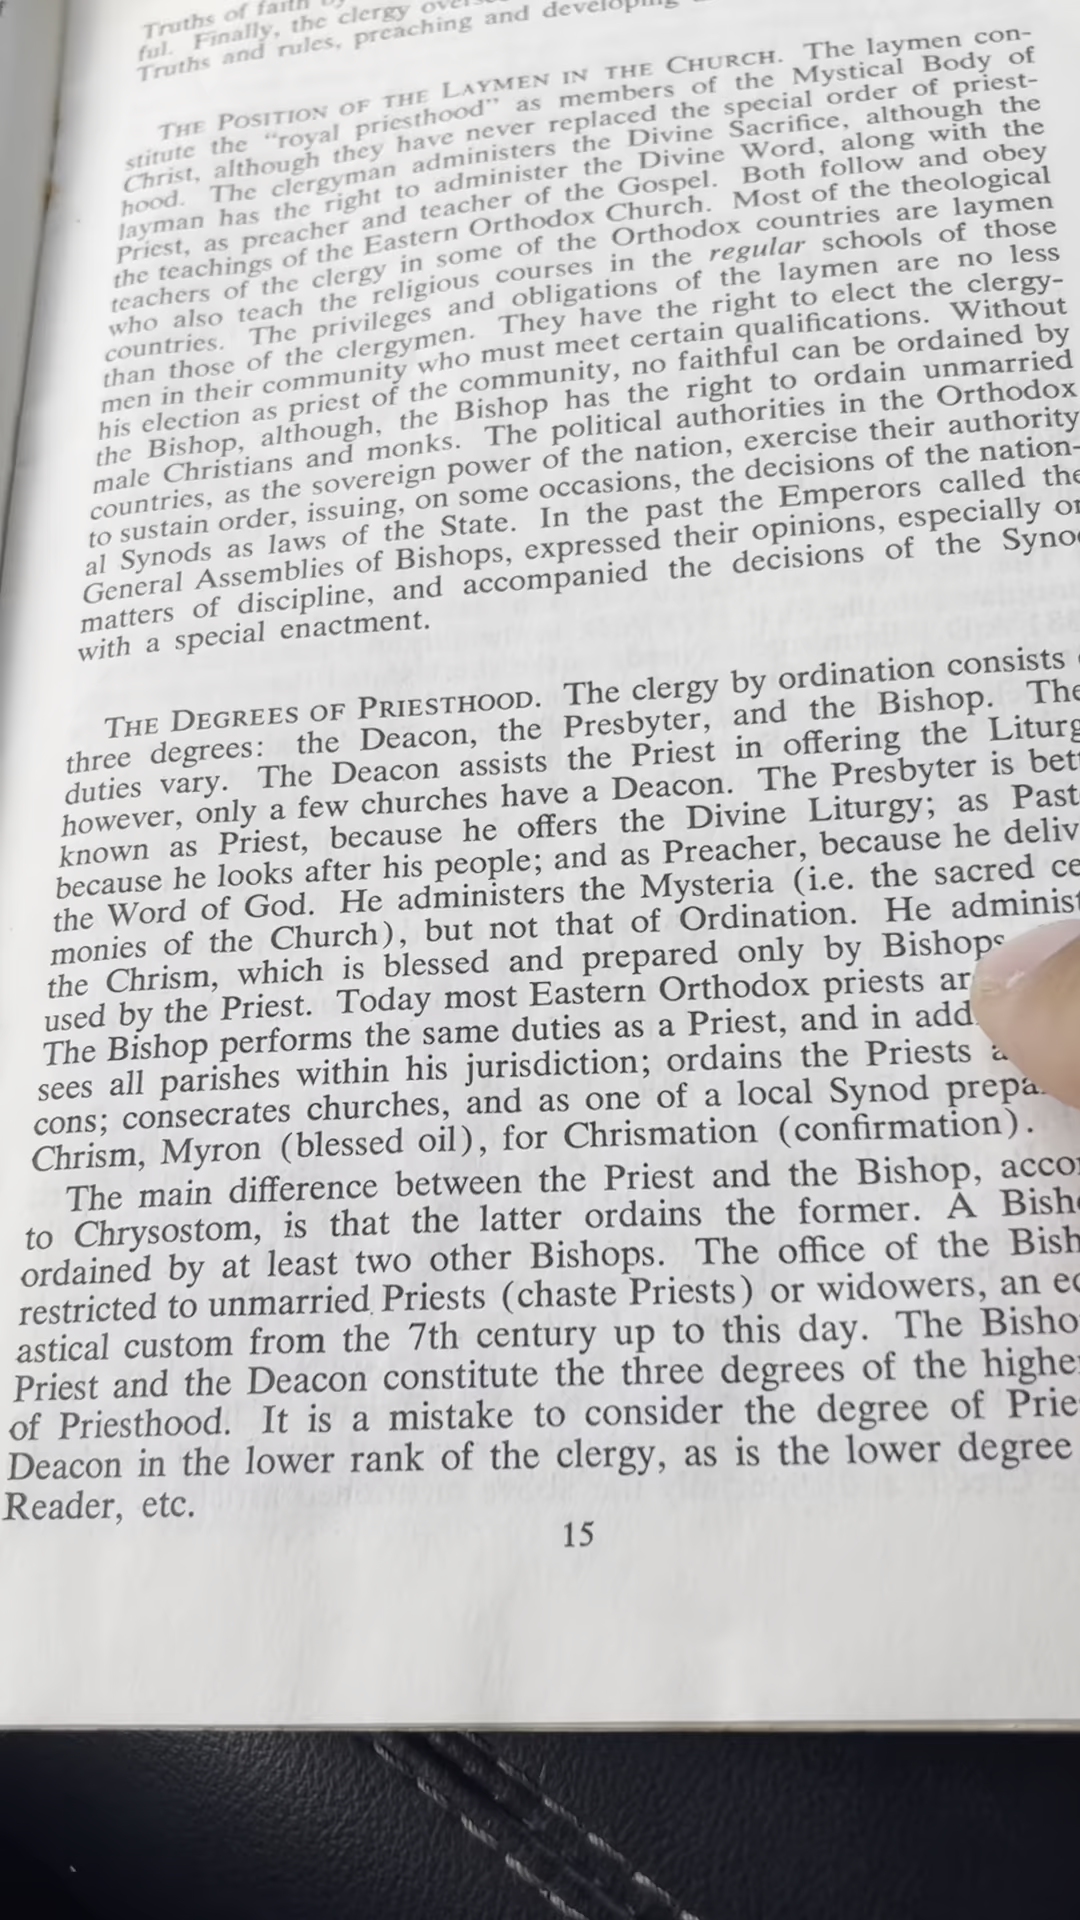 Truths of faith
ful. Finally, the clergy
Truths and rules, preaching and developing
THE POSITION OF THE LAYMEN IN THE CHURCH. The laymen con-
stitute the "royal priesthood" as members of the Mystical Body of
Christ, although they have never replaced the special order of priest-
hood. The clergyman administers the Divine Sacrifice, although the
layman has the right to administer the Divine Word, along with the
Priest, as preacher and teacher of the Gospel. Both follow and obey
the teachings of the Eastern Orthodox Church. Most of the theological
teachers of the clergy in some of the Orthodox countries are laymen
who also teach the religious courses in the regular schools of those
countries. The privileges and obligations of the laymen are no less
than those of the clergymen. They have the right to elect the clergy-
men in their community who must meet certain qualifications. Without
his election as priest of the community, no faithful can be ordained by
the Bishop, although, the Bishop has the right to ordain unmarried
male Christians and monks. The political authorities in the Orthodox
countries, as the sovereign power of the nation, exercise their authority
to sustain order, issuing, on some occasions, the decisions of the nation-
al Synods as laws of the State. In the past the Emperors called the
General Assemblies of Bishops, expressed their opinions, especially
matters of discipline, and accompanied the decisions of the
with a special enactment.
THE DEGREES OF PRIESTHOOD. The clergy by ordination consists
three degrees: the Deacon, the Presbyter, and the Bishop.
duties vary. The Deacon assists the Priest in offering the
however, only a few churches have a Deacon. The Presbyter is
known as Priest, because he offers the Divine Liturgy; as
because he looks after his people; and as Preacher, because he
the Word of God. He administers the Mysteria (i.e. the sacred
monies of the Church), but not that of Ordination. He
the Chrism, which is blessed and prepared only by Bishops
used by the Priest. Today most Eastern Orthodox priests
The Bishop performs the same duties as a Priest, and in
sees all parishes within his jurisdiction; ordains the Priests
cons; consecrates churches, and as one of a local Synod
Chrism, Myron (blessed oil), for Chrismation (confirmation).
The main difference between the Priest and the Bishop,
to Chrysostom, is that the latter ordains the former. A
ordained by at least two other Bishops. The office of the
restricted to unmarried Priests (chaste Priests) or widowers, an
astical custom from the 7th century up to this day. The
Priest and the Deacon constitute the three degrees of the
of Priesthood. It is a mistake to consider the degree of
Deacon in the lower rank of the clergy, as is the lower degree
Reader, etc.
15